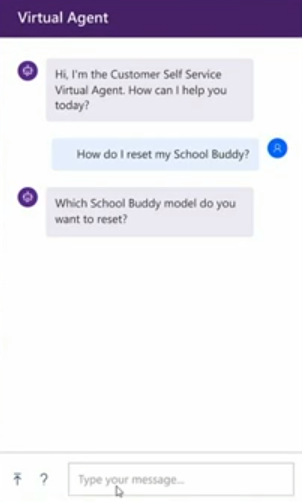 Virtual Agent
Hi, I'm the Customer Self Service
Virtual Agent. How can I help you
today?
How do I reset my School Buddy?
Which School Buddy model do you
want to reset?
?
Type your message...